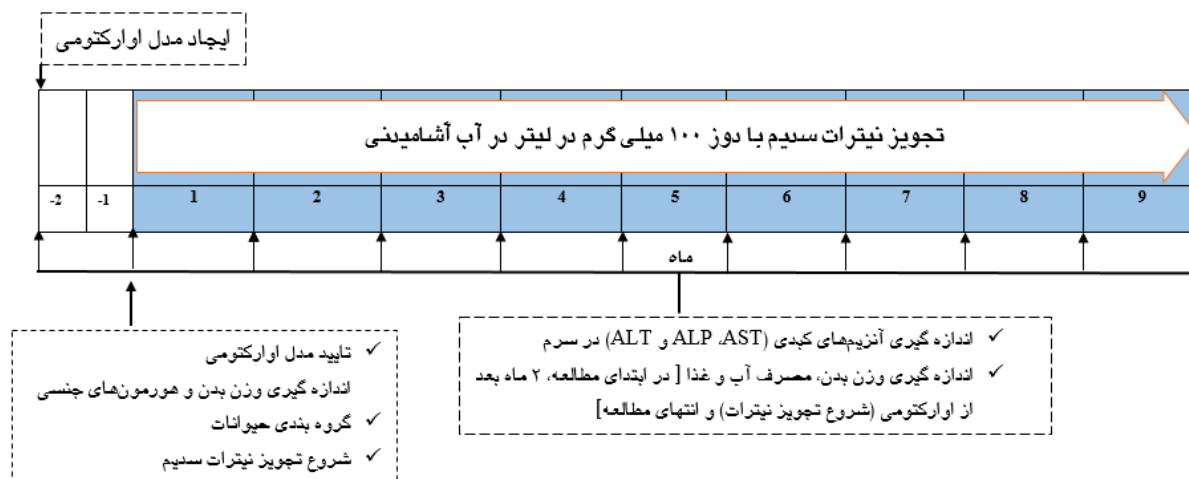 ایجاد مدل اوارکتومی
تجویز نیترات سدیم با دوز ۱۰۰ میلی گرم در لیتر در آب آشامیدنی
-2 -1 1 2 3 4 5 6 7 8 9
ماه
✓ تایید مدل اوارکتومی
اندازه گیری وزن بدن و هورمون‌های جنسی
✓ گروه بندی حیوانات
✓ شروع تجویز نیترات سدیم
✓ اندازه گیری آنزیم‌های کبدی (ALP ،AST و ALT) در سرم
✓ اندازه گیری وزن بدن، مصرف آب و غذا [ در ابتدای مطالعه، ۲ ماه بعد
از اوارکتومی (شروع تجویز نیترات) و انتهای مطالعه]